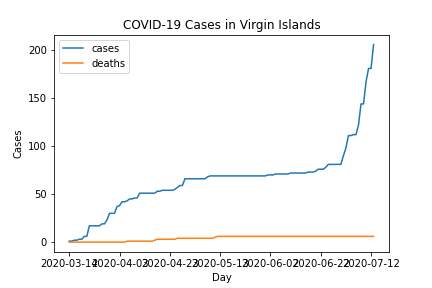 COVID-19 Cases in Virgin Islands
cases
deaths
200
150
100
50
0
Cases
2020-03-14 2020-04-03 2020-04-23 2020-05-13 2020-06-02 2020-06-22 2020-07-12
Day